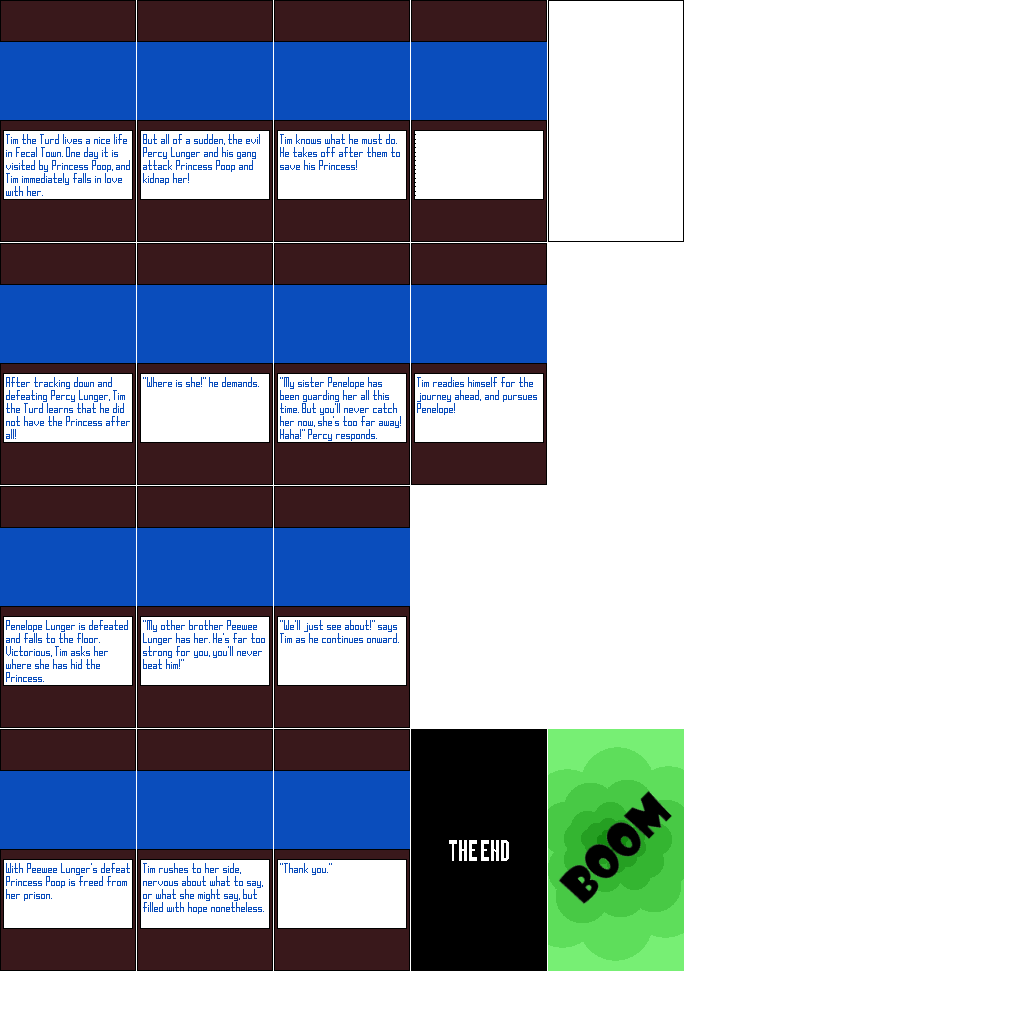 Tim the Turd lives a nice life
in Fecal Town. One day it is
visited by Princess Poop, and
Tim immediately falls in love
with her.
But all of a sudden, the evil
Percy Lunger and his gang
attack Princess Poop and
kidnap her!
Tim knows what he must do.
He takes off after them to
save his Princess!
After tracking down and
defeating Percy Lunger, Tim
the Turd learns that he did
not have the Princess after
all!
"Where is she!" he demands.
"My sister Penelope has
been guarding her all this
time. But you'll never catch
her now, she's too far away!
Haha!" Percy responds.
Tim readies himself for the
journey ahead, and pursues
Penelope!
Penelope Lunger is defeated
and falls to the floor.
Victorious, Tim asks her
where she has hid the
Princess.
"My other brother Peewee
Lunger has her. He's far too
strong for you, you'll never
beat him!"
"We'll just see about!" says
Tim as he continues onward.
With Peewee Lunger's defeat
Princess Poop is freed from
her prison.
Tim rushes to her side,
nervous about what to say,
or what she might say, but
filled with hope nonetheless.
"Thank you."
THE END
BOOM